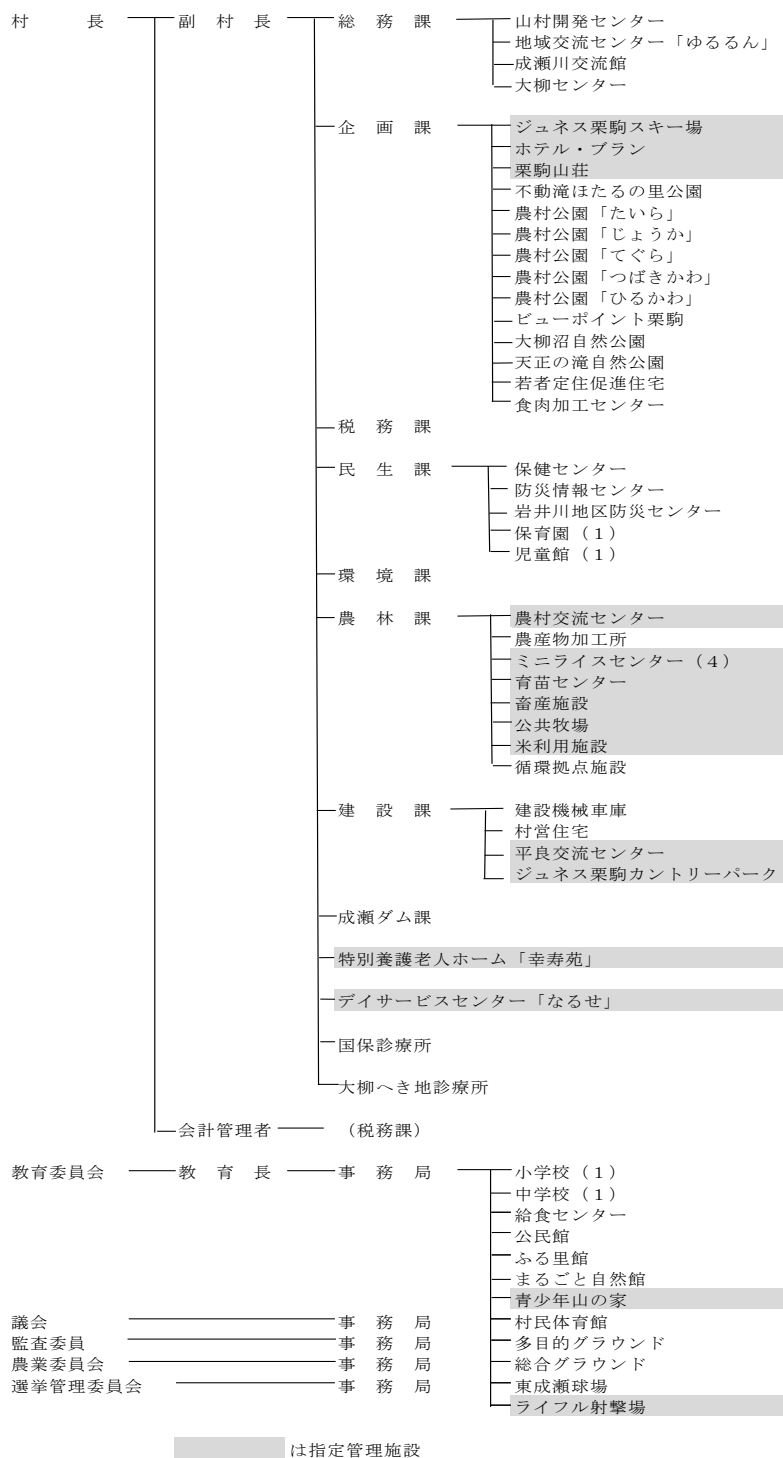 村長 副村長 総務課 山村開発センター
地域交流センター「ゆるるん」
成瀬川交流館
大柳センター
企画課 ジュネス栗駒スキー場
ホテル・ブラン
栗駒山荘
不動滝ほたるの里公園
農村公園「たいら」
農村公園「じょうか」
農村公園「てぐら」
農村公園「つばきかわ」
農村公園「ひるかわ」
ビューポイント栗駒
大柳沼自然公園
天正の滝自然公園
若者定住促進住宅
食肉加工センター
税務課
民生課 保健センター
防災情報センター
岩井川地区防災センター
保育園(1)
児童館(1)
環境課
農林課 農村交流センター
農産物加工所
ミニライスセンター(4)
育苗センター
畜産施設
公共牧場
米利用施設
循環拠点施設
建設課 建設機械車庫
村営住宅
平良交流センター
ジュネス栗駒カントリーパーク
成瀬ダム課
特別養護老人ホーム「幸寿苑」
デイサービスセンター「なるせ」
国保診療所
大柳へき地診療所
会計管理者 (税務課)
教育委員会 教育長 事務局 小学校(1)
中学校(1)
給食センター
公民館
ふる里館
まるごと自然館
青少年山の家
議会 事務局 村民体育館
監査委員 事務局 多目的グラウンド
農業委員会 事務局 総合グラウンド
選挙管理委員会 事務局 東成瀬球場
ライフル射撃場
は指定管理施設